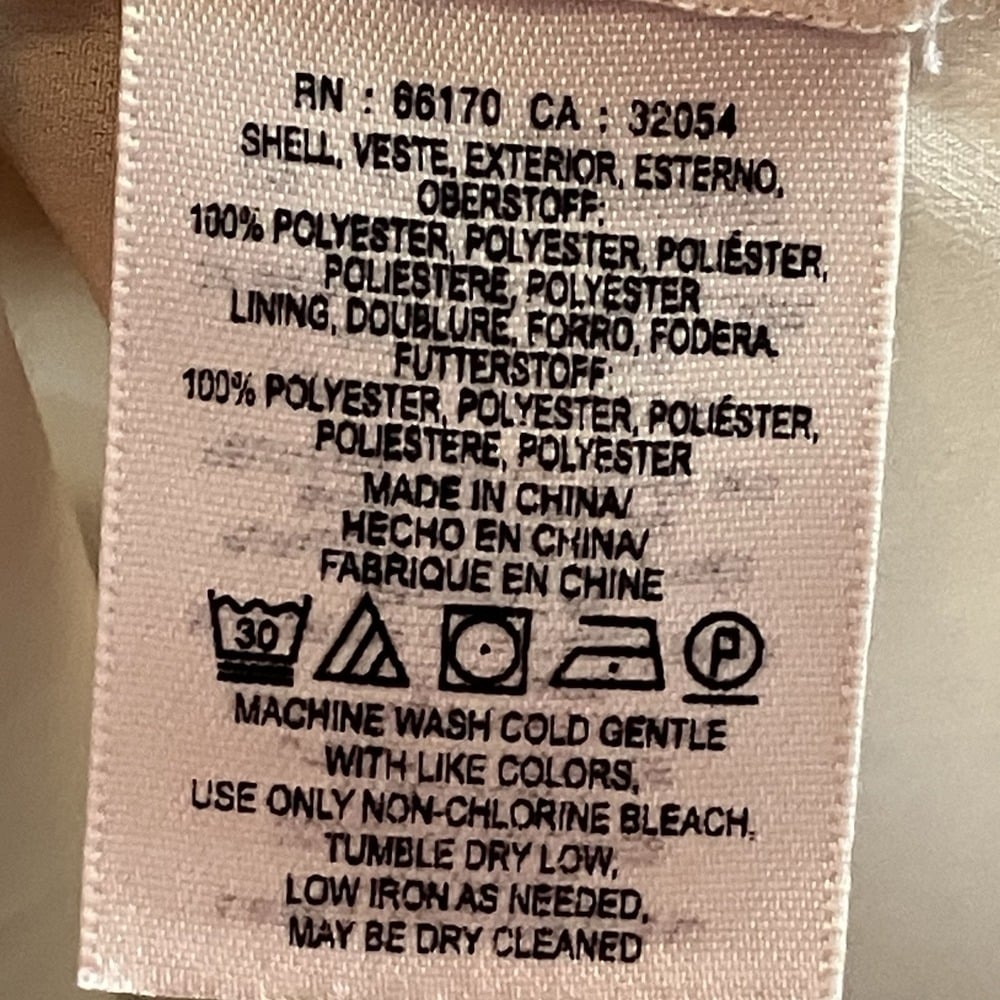 RN : 66170 CA : 32054
SHELL, VESTE, EXTERIOR, ESTERNO,
OBERSTOFF:
100% POLYESTER, POLYESTER, POLIÉSTER,
POLIESTERE, POLYESTER
LINING, DOUBLURE, FORRO, FODERA
FUTTERSTOFF:
100% POLYESTER, POLYESTER, POLIÉSTER,
POLIESTERE, POLYESTER
MADE IN CHINA/
HECHO EN CHINA/
FABRIQUE EN CHINE
30 P
MACHINE WASH COLD GENTLE
WITH LIKE COLORS,
USE ONLY NON-CHLORINE BLEACH.
TUMBLE DRY LOW,
LOW IRON AS NEEDED,
MAY BE DRY CLEANED